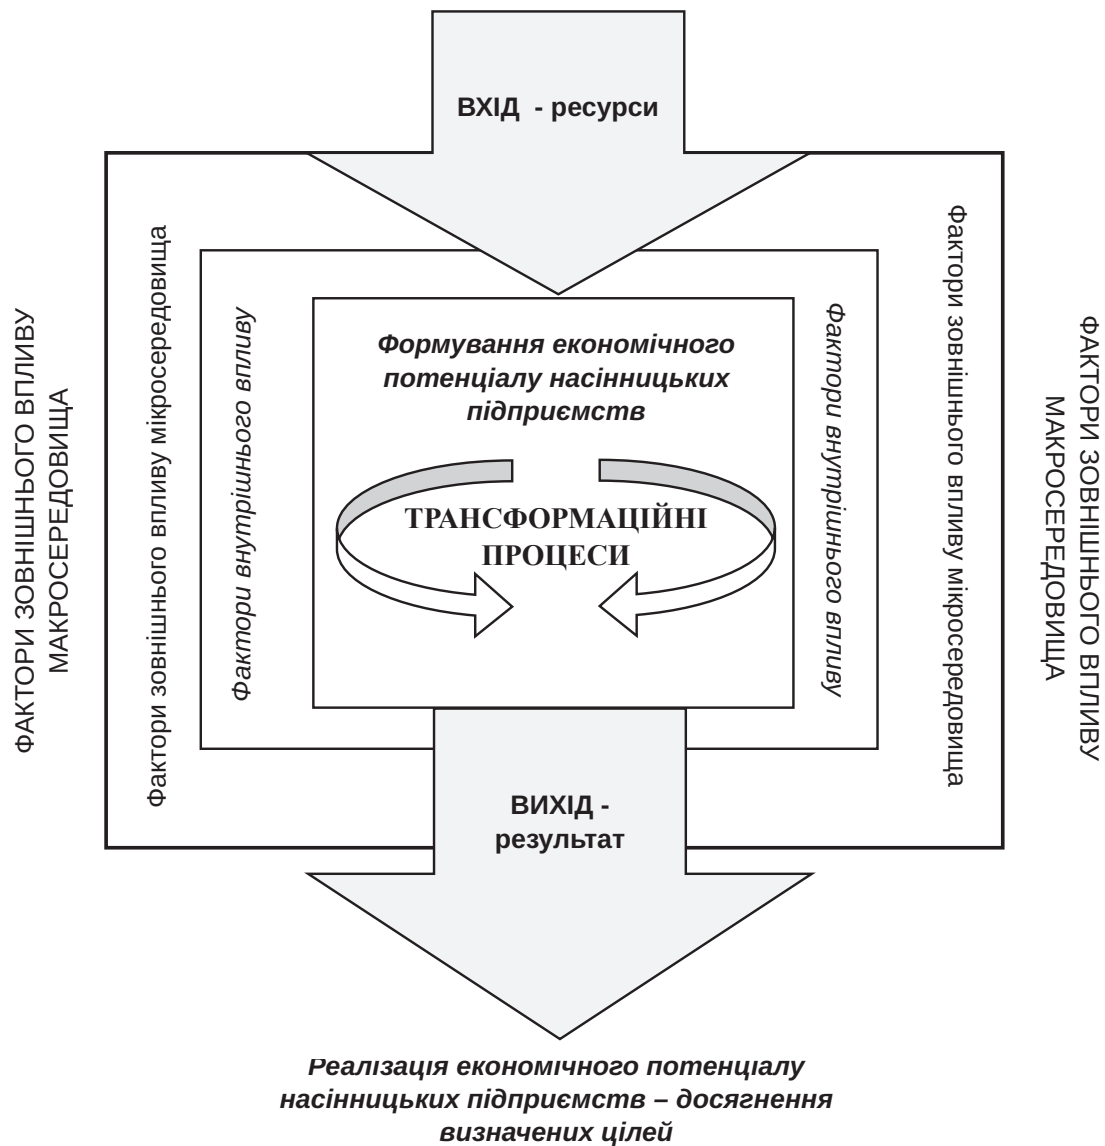 ВХІД - ресурси
ФАКТОРИ ЗОВНІШНЬОГО ВПЛИВУ
МАКРОСЕРЕДОВИЩА
Фактори зовнішнього впливу мікросередовища
Фактори внутрішнього впливу
Формування економічного
потенціалу насінницьких
підприємств
ТРАНСФОРМАЦІЙНІ
ПРОЦЕСИ
Фактори внутрішнього впливу
Фактори зовнішнього впливу мікросередовища
ФАКТОРИ ЗОВНІШНЬОГО ВПЛИВУ
МАКРОСЕРЕДОВИЩА
ВИХІД -
результат
Реалізація економічного потенціалу
насінницьких підприємств – досягнення
визначених цілей